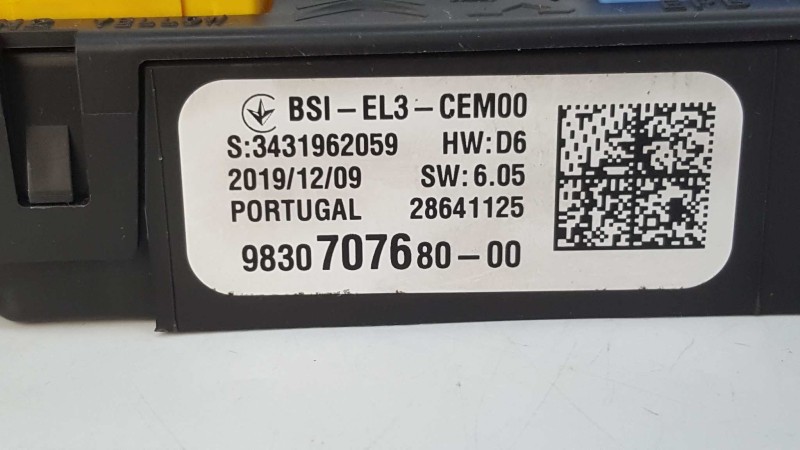 BSI-EL3-CEM00
S:3431962059 HW:D6
2019/12/09 SW:6.05
PORTUGAL 28641125
9830707680-00